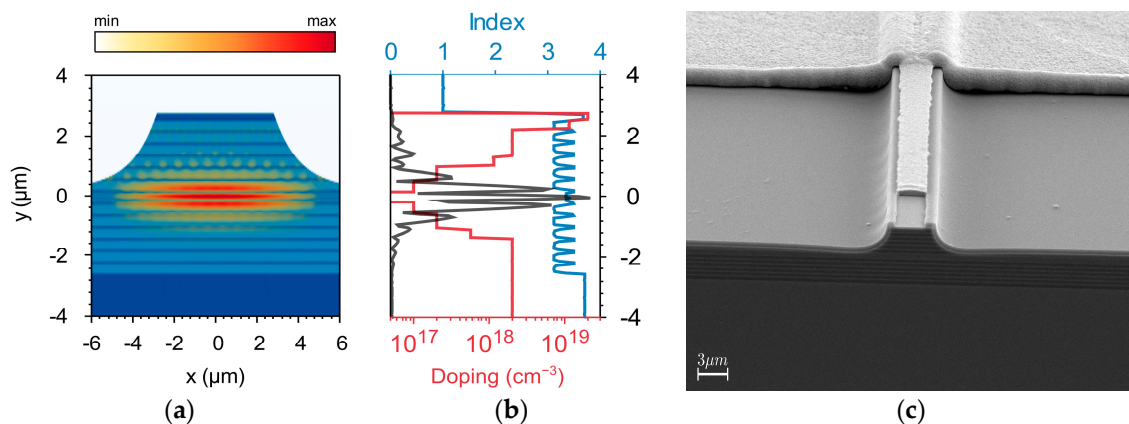 min max
Index
0 1 2 3 4
4
2
0
-2
-4
y (µm)
-6 -4 -2 0 2 4 6
x (µm)
(a)
4
2
0
-2
-4
10^17 10^18 10^19
Doping (cm⁻³)
(b)
3μm
(c)